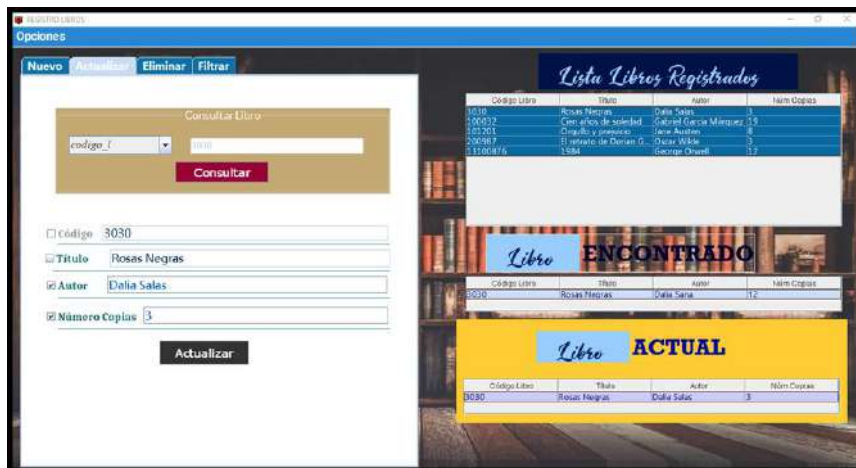 REGISTRO LIBROS
Opciones
Nuevo Actualizar Eliminar Filtrar
Consultar Libro
codigo_l 3030
Consultar
Código 3030
Título Rosas Negras
Autor Dalia Salas
Número Copias 3
Actualizar
Lista Libros Registrados
Código Libro Título Autor Núm Copias
3030 Rosas Negras Dalia Salas 3
100032 Cien años de soledad Gabriel García Márquez 19
101201 Orgullo y prejuicio Jane Austen 8
200987 El retrato de Dorian G... Oscar Wilde 3
11100876 1984 George Orwell 12
Libro ENCONTRADO
Código Libro Título Autor Núm Copias
3030 Rosas Negras Dalia Sana 12
Libro ACTUAL
Código Libro Título Autor Núm Copias
3030 Rosas Negras Dalia Salas 3